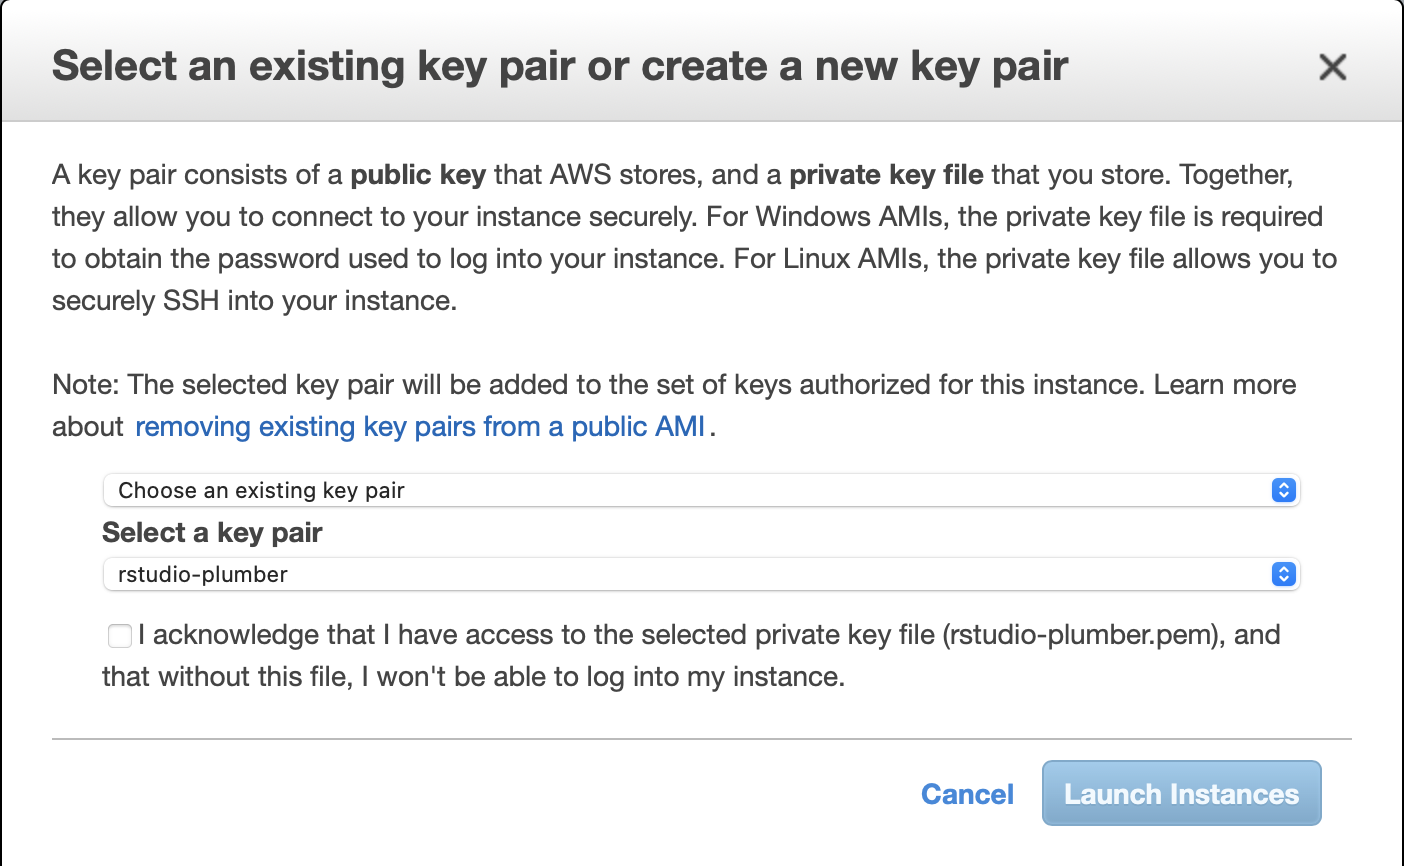 Select an existing key pair or create a new key pair
A key pair consists of a public key that AWS stores, and a private key file that you store. Together,
they allow you to connect to your instance securely. For Windows AMIs, the private key file is required
to obtain the password used to log into your instance. For Linux AMIs, the private key file allows you to
securely SSH into your instance.
Note: The selected key pair will be added to the set of keys authorized for this instance. Learn more
about removing existing key pairs from a public AMI.
Choose an existing key pair
Select a key pair
rstudio-plumber
I acknowledge that I have access to the selected private key file (rstudio-plumber.pem), and
that without this file, I won't be able to log into my instance.
Cancel Launch Instances